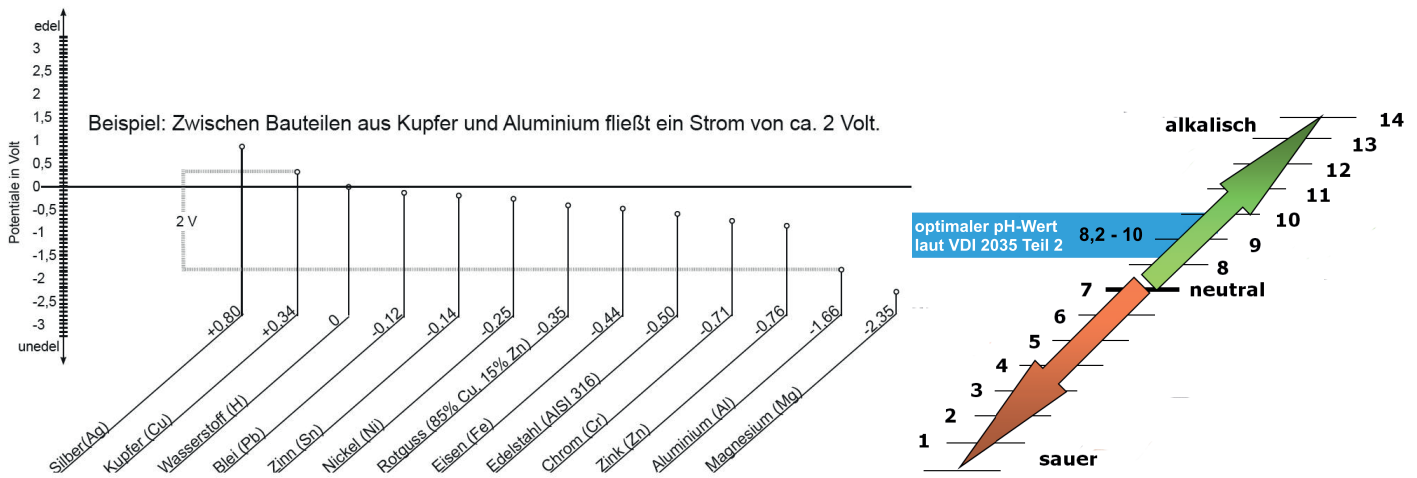 edel
3
2,5
2
1,5
1
0,5
0
-0,5
-1
-1,5
-2
-2,5
-3
unedel
Potentiale in Volt
Beispiel: Zwischen Bauteilen aus Kupfer und Aluminium fließt ein Strom von ca. 2 Volt.
2 V
+0,80
+0,34
0
-0,12
-0,14
-0,25
-0,35
-0,44
-0,50
-0,71
-0,76
-1,66
-2,35
Silber(Ag)
Kupfer (Cu)
Wasserstoff (H)
Blei (Pb)
Zinn (Sn)
Nickel (Ni)
Rotguss (85% Cu, 15% Zn)
Eisen (Fe)
Edelstahl (AISI 316)
Chrom (Cr)
Zink (Zn)
Aluminium (Al)
Magnesium (Mg)
alkalisch
14
13
12
11
10
9
8
optimaler pH-Wert
laut VDI 2035 Teil 2
8,2 - 10
7
neutral
6
5
4
3
2
1
sauer